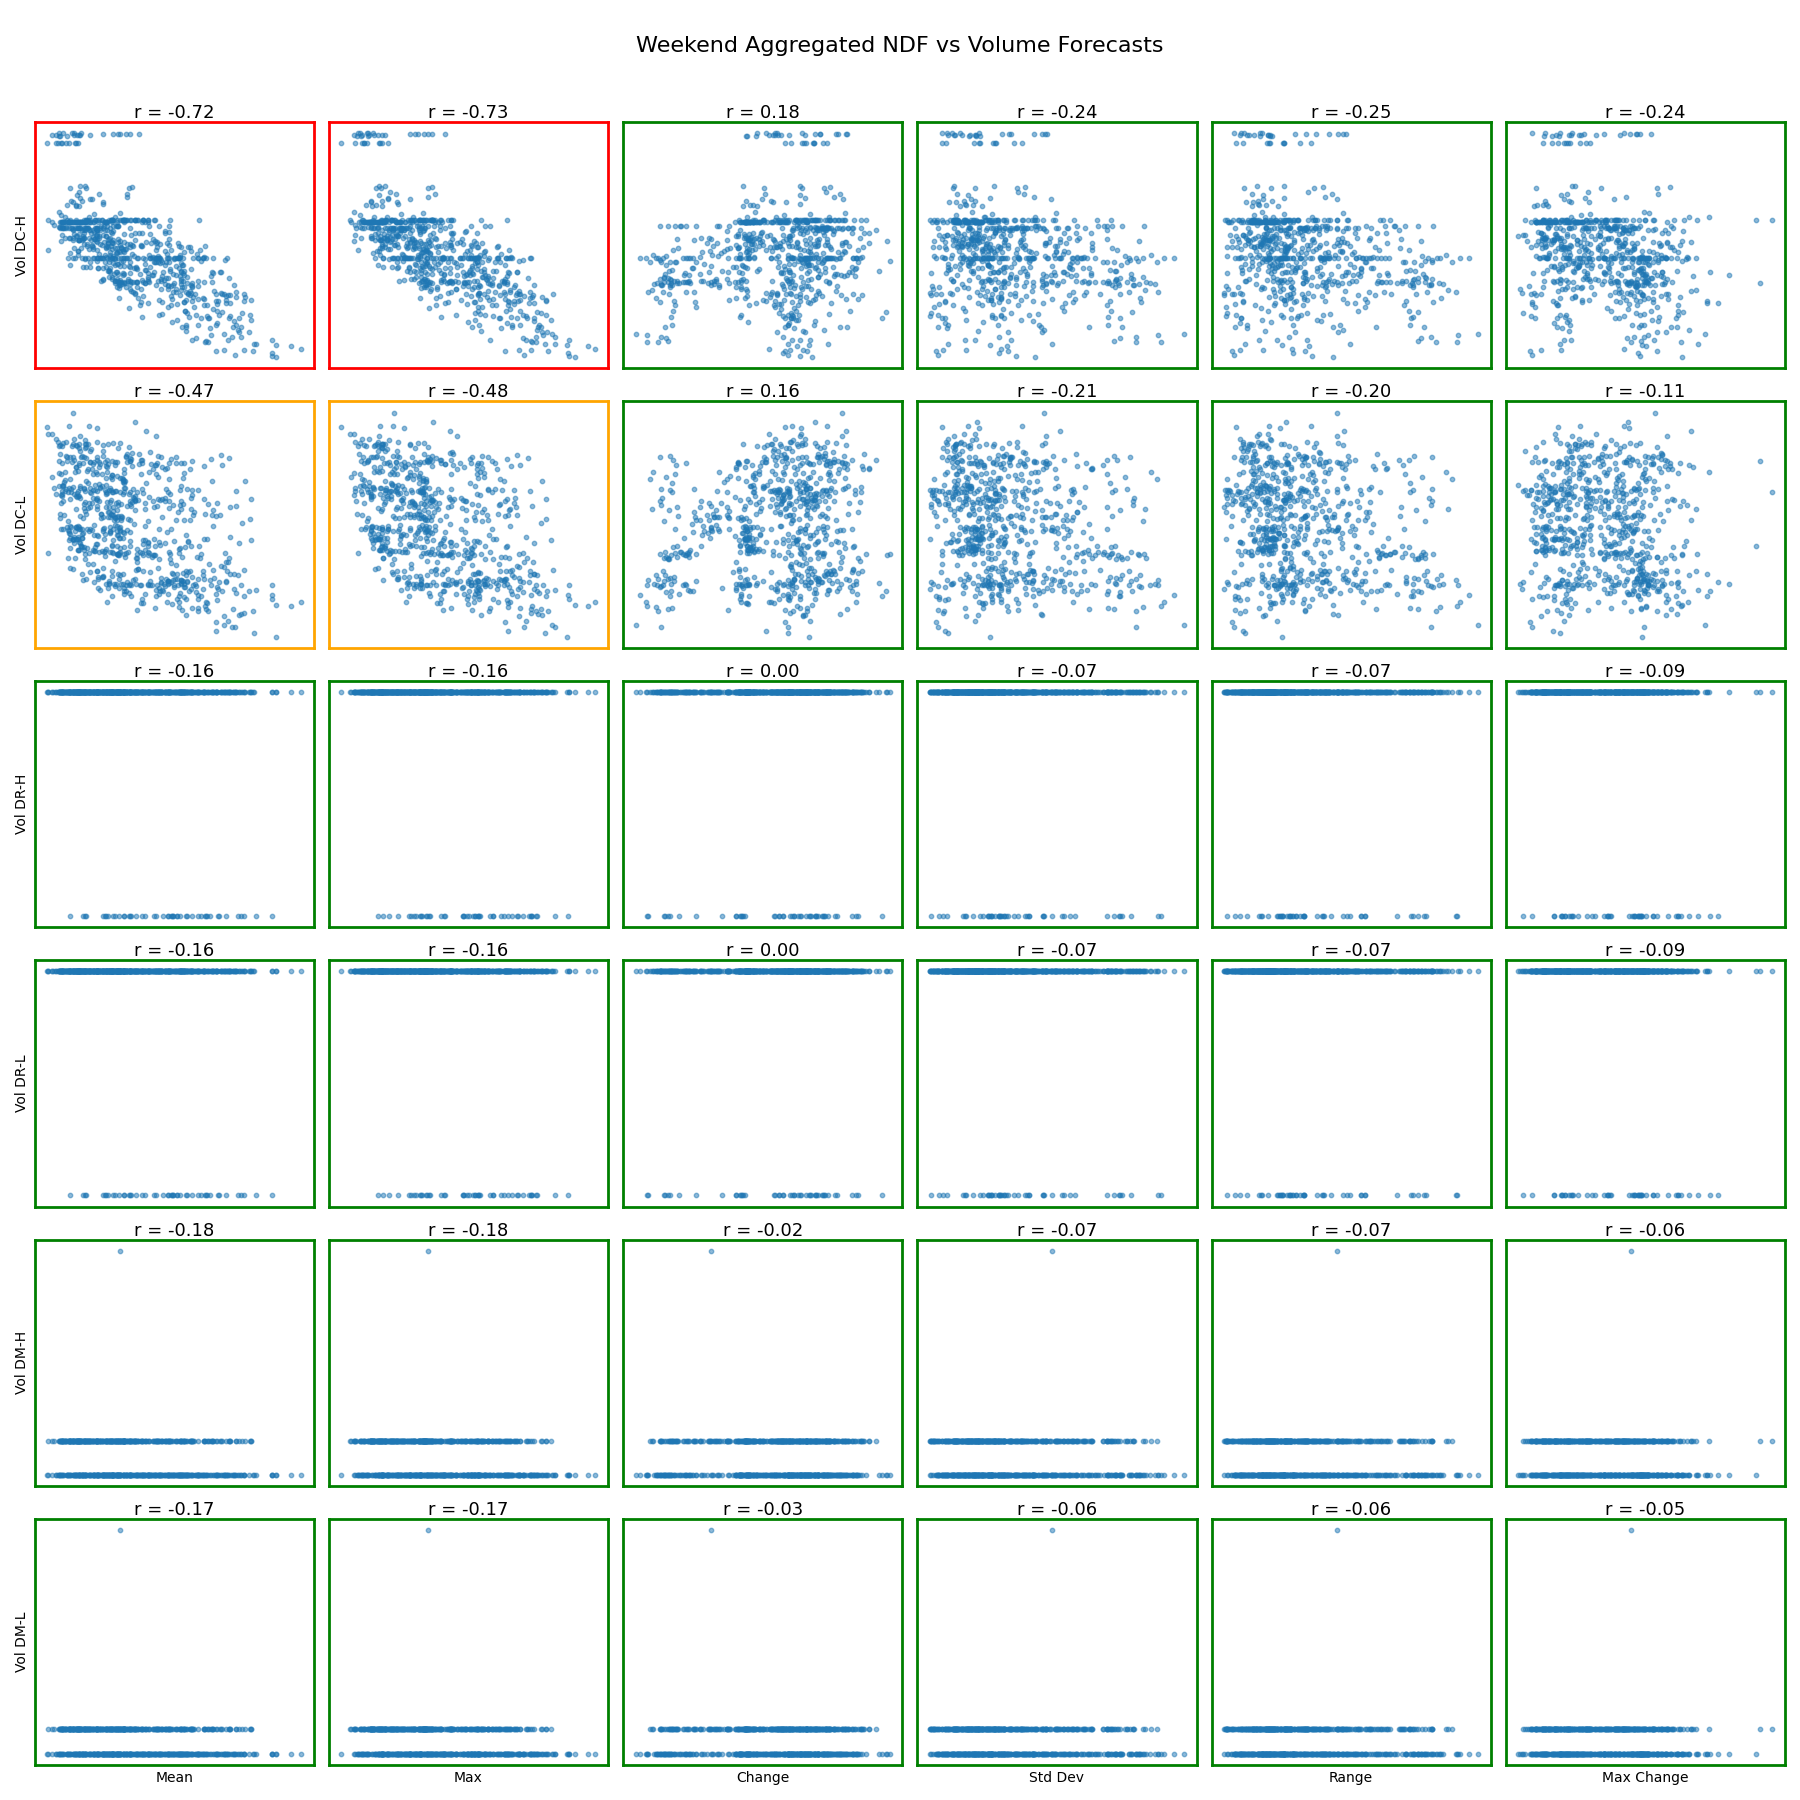 Weekend Aggregated NDF vs Volume Forecasts
r = -0.72 r = -0.73 r = 0.18 r = -0.24 r = -0.25 r = -0.24
Vol DC-H
r = -0.47 r = -0.48 r = 0.16 r = -0.21 r = -0.20 r = -0.11
Vol DC-L
r = -0.16 r = -0.16 r = 0.00 r = -0.07 r = -0.07 r = -0.09
Vol DR-H
r = -0.16 r = -0.16 r = 0.00 r = -0.07 r = -0.07 r = -0.09
Vol DR-L
r = -0.18 r = -0.18 r = -0.02 r = -0.07 r = -0.07 r = -0.06
Vol DM-H
r = -0.17 r = -0.17 r = -0.03 r = -0.06 r = -0.06 r = -0.05
Vol DM-L
Mean Max Change Std Dev Range Max Change